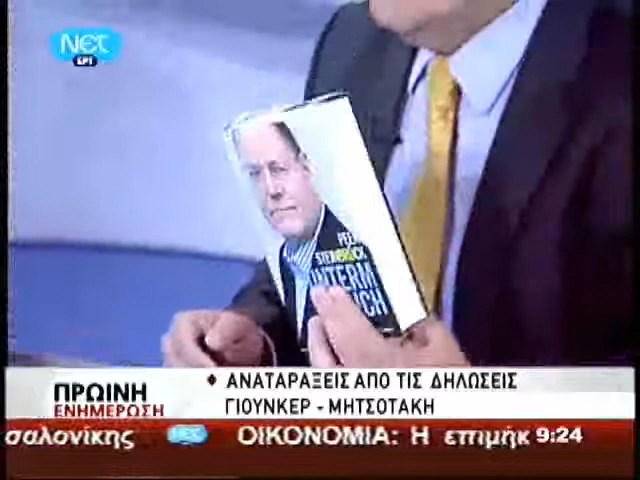 NET
ΕΡΤ
PEER
STEINBRÜCK
UNTERM
STRICH
ΠΡΩΙΝΗ
ΕΝΗΜΕΡΩΣΗ
• ΑΝΑΤΑΡΑΞΕΙΣ ΑΠΟ ΤΙΣ ΔΗΛΩΣΕΙΣ
ΓΙΟΥΝΚΕΡ - ΜΗΤΣΟΤΑΚΗ
σαλονίκης NET ΟΙΚΟΝΟΜΙΑ: Η επιμήκ 9:24